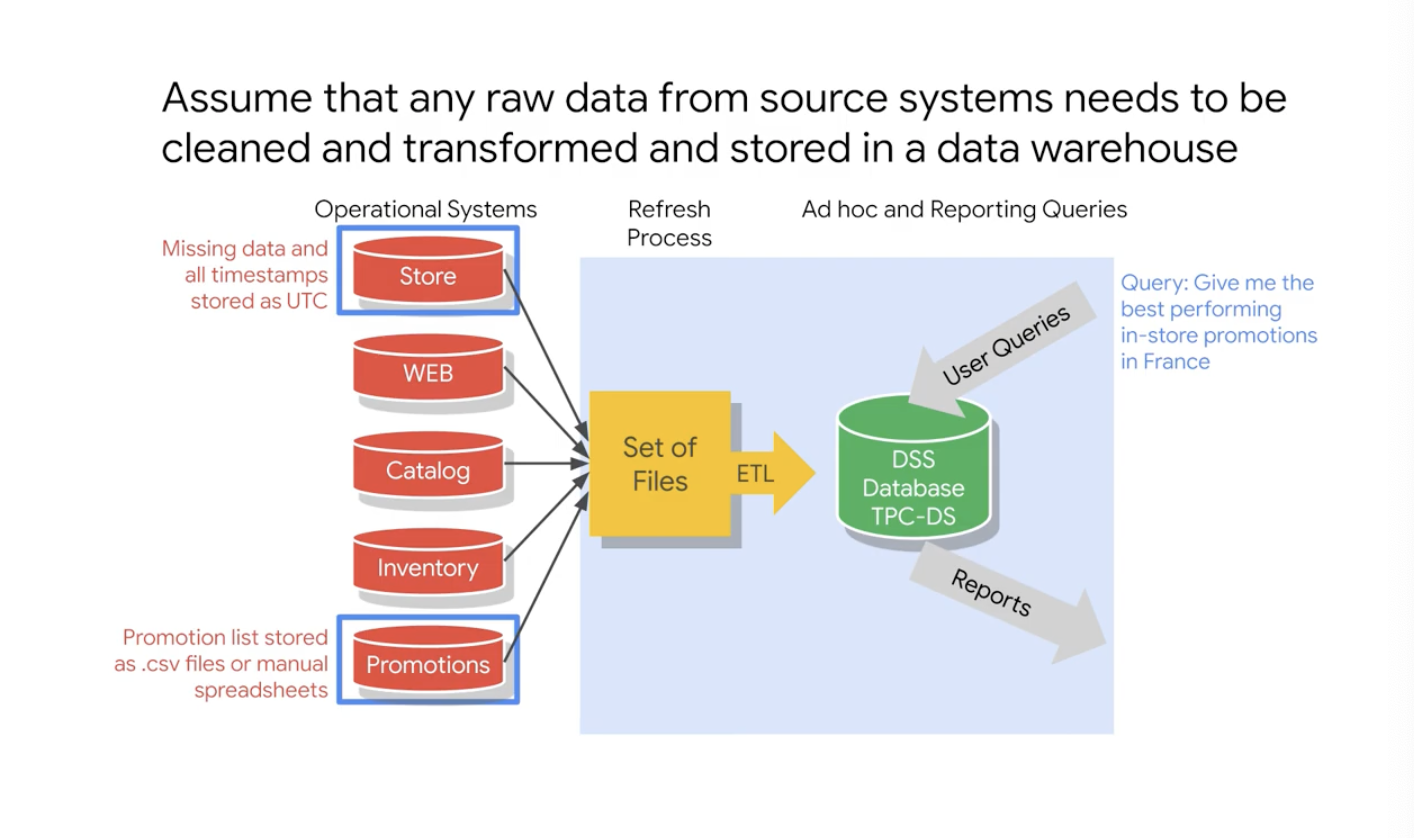 Assume that any raw data from source systems needs to be
cleaned and transformed and stored in a data warehouse
Operational Systems
Refresh
Process
Ad hoc and Reporting Queries
Missing data and
all timestamps
stored as UTC
Store
WEB
Catalog
Inventory
Promotion list stored
as .csv files or manual
spreadsheets
Promotions
Set of
Files
ETL
User Queries
DSS
Database
TPC-DS
Reports
Query: Give me the
best performing
in-store promotions
in France